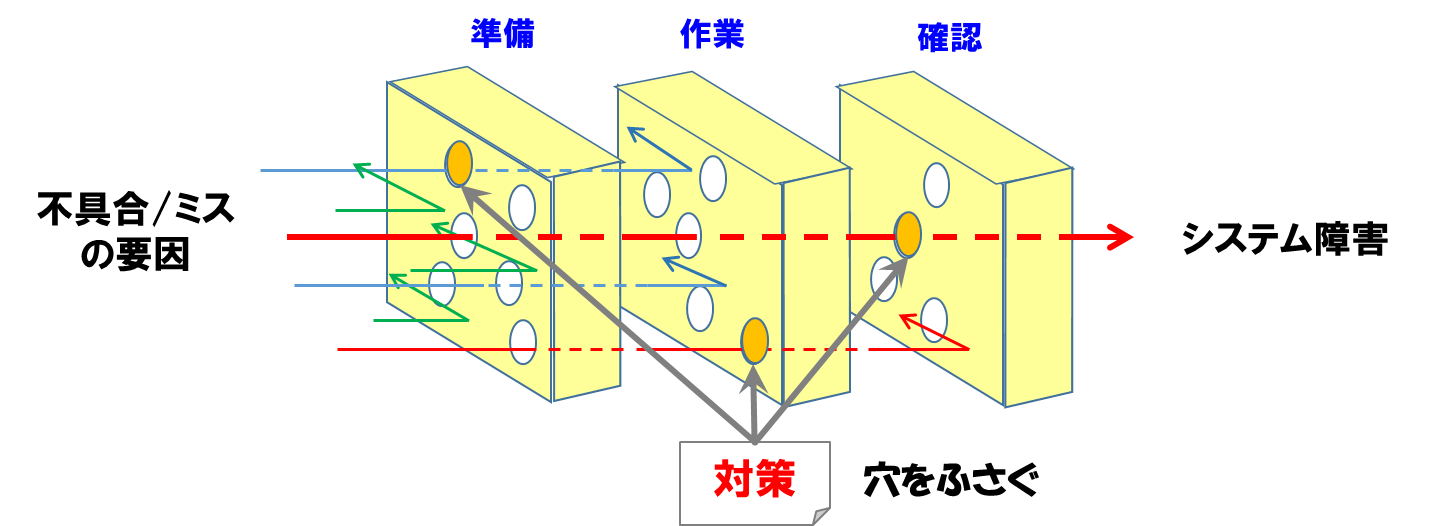 準備
作業
確認
不具合/ミス
の要因
システム障害
対策
穴をふさぐ